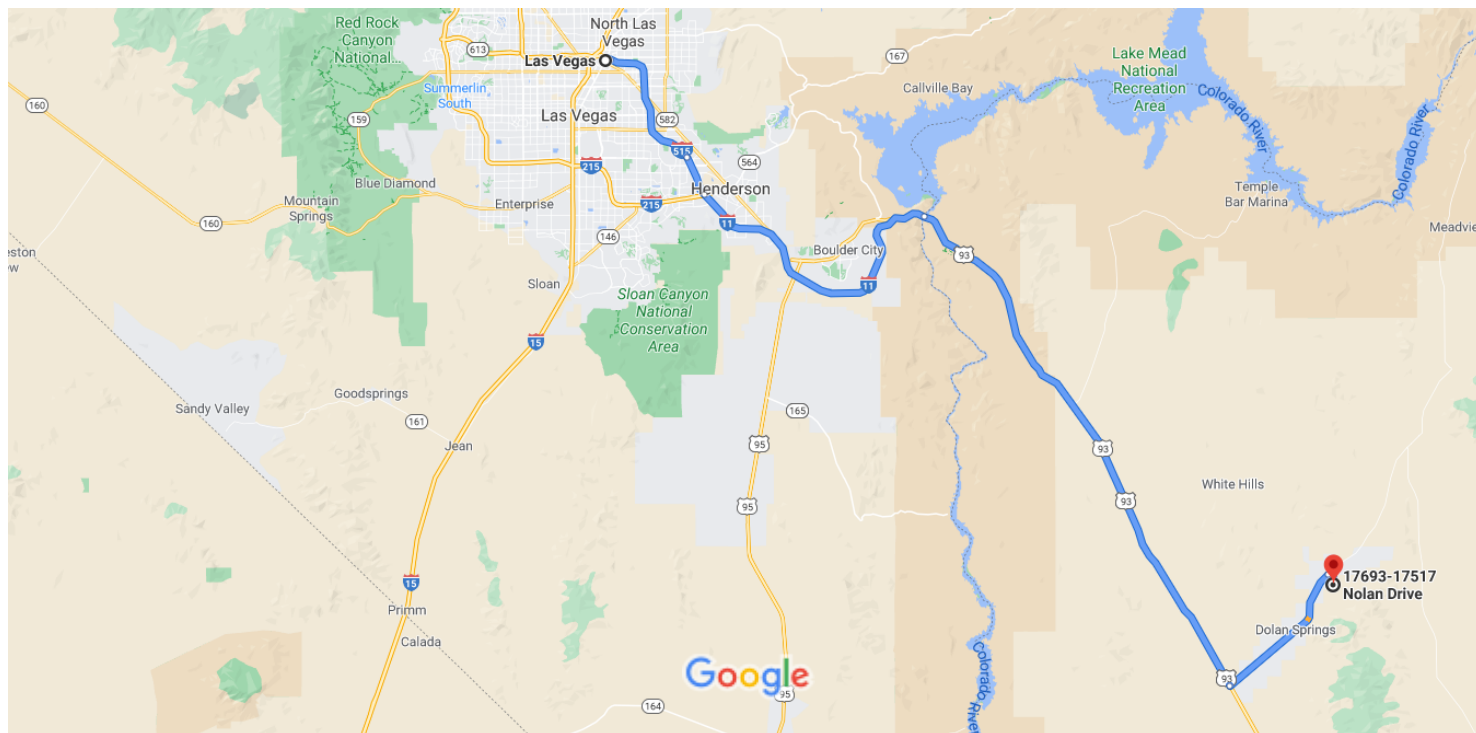 Red Rock
Canyon
National...
North Las
Vegas
613
Las Vegas
167
Lake Mead
National
Recreation
Area
Callville Bay
Colorado River
Colorado River
160
Summerlin
South
159
Las Vegas
582
515
215
564
Blue Diamond
Henderson
Temple
Bar Marina
Mountain
Springs
Enterprise
215
160
11
146
Meadvie
eston
ew
Boulder City
93
Sloan
11
Sloan Canyon
National
Conservation
Area
15
Goodsprings
Sandy Valley
161
165
Jean
95
93
White Hills
93
95
15
17693-17517
Nolan Drive
Primm
Calada
Dolan Springs
Colorado River
Google
93
95
164